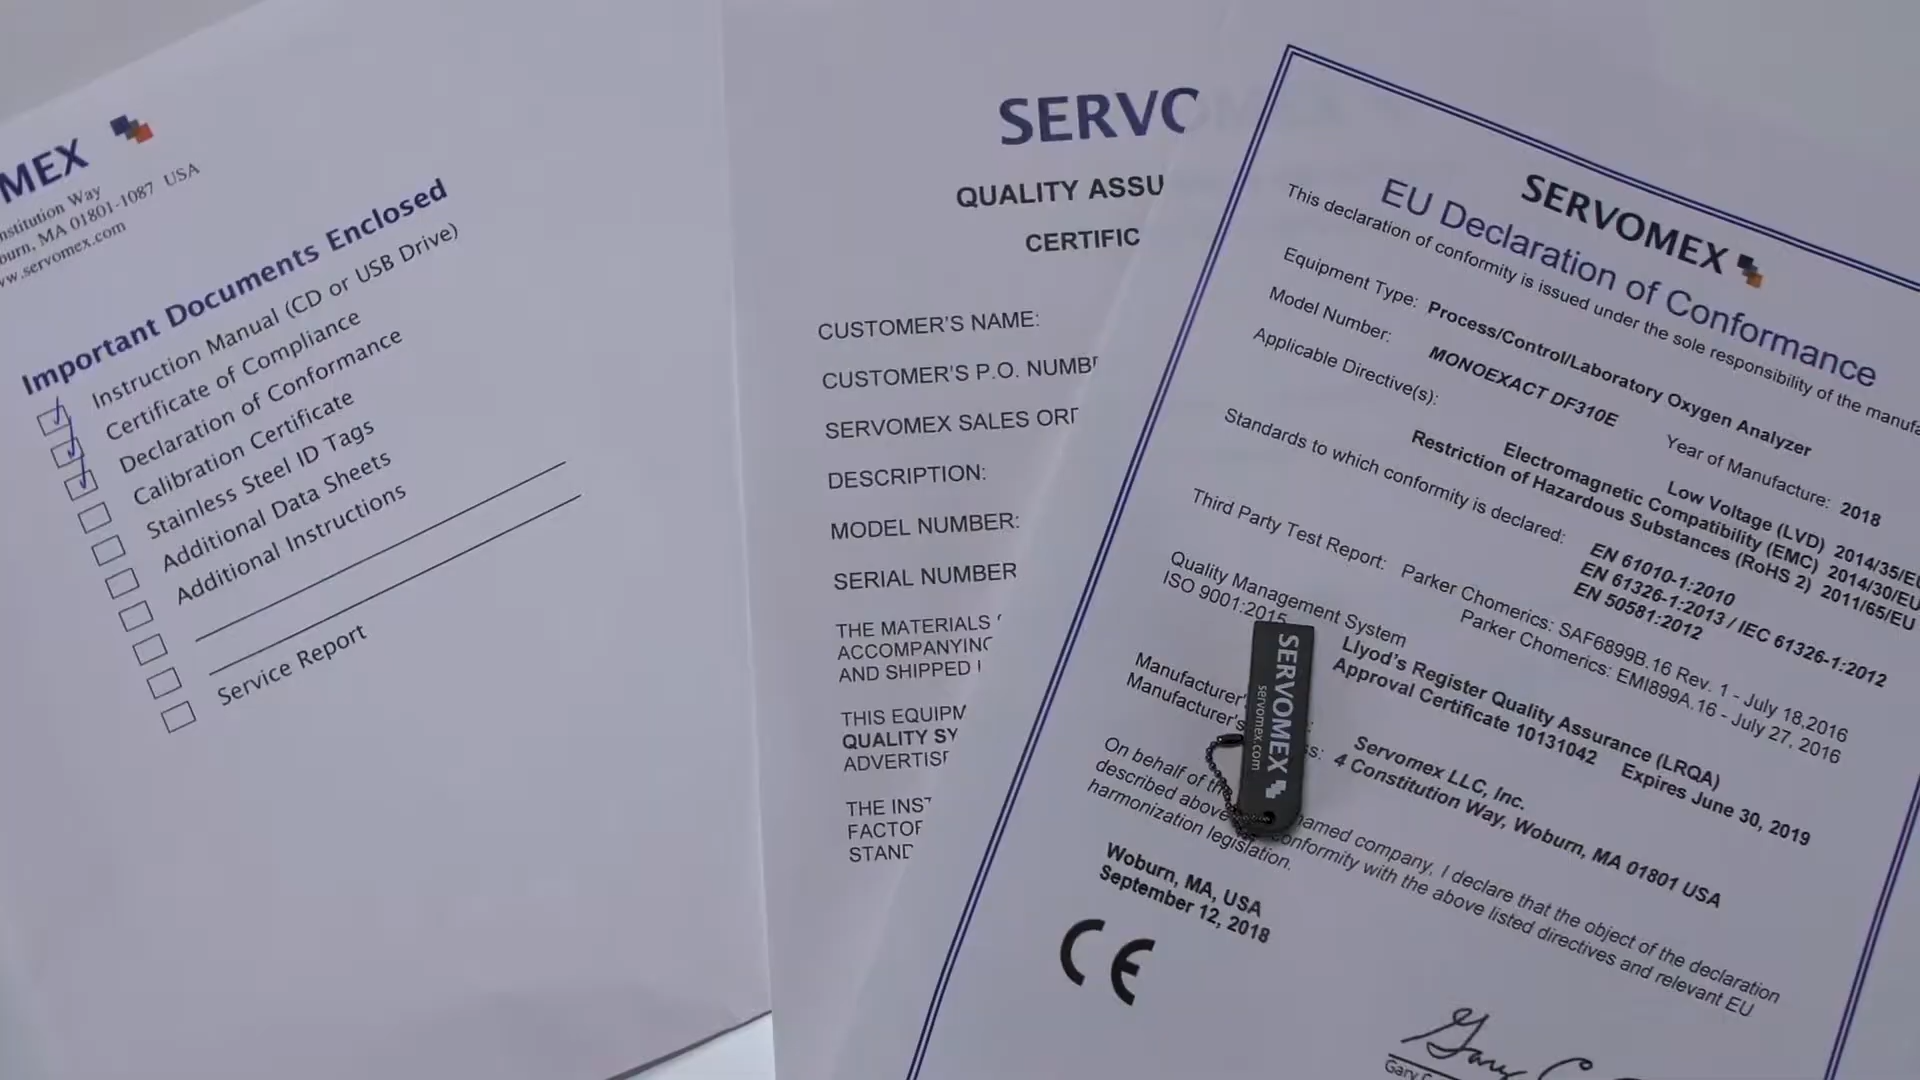 MEX
nstitution Way
burn, MA 01801-1087 USA
ww.servomex.com
Important Documents Enclosed
Instruction Manual (CD or USB Drive)
Certificate of Compliance
Declaration of Conformance
Calibration Certificate
Stainless Steel ID Tags
Additional Data Sheets
Additional Instructions
Service Report
SERVO
QUALITY ASSU
CERTIFIC
CUSTOMER'S NAME:
CUSTOMER'S P.O. NUMB
SERVOMEX SALES ORD
DESCRIPTION:
MODEL NUMBER:
SERIAL NUMBER
THE MATERIALS
ACCOMPANYING
AND SHIPPED
THIS EQUIPM
QUALITY SY
ADVERTISE
THE INST
FACTOR
STAND
SERVOMEX
EU Declaration of Conformance
This declaration of conformity is issued under the sole responsibility of the manufa
Equipment Type: Process/Control/Laboratory Oxygen Analyzer
Model Number: MONOEXACT DF310E Year of Manufacture: 2018
Applicable Directive(s): Low Voltage (LVD) 2014/35/EU
Electromagnetic Compatibility (EMC) 2014/30/EU
Restriction of Hazardous Substances (RoHS 2) 2011/65/EU
Standards to which conformity is declared: EN 61010-1:2010
EN 61326-1:2013 / IEC 61326-1:2012
EN 50581:2012
Third Party Test Report: Parker Chomerics: SAF6899B.16 Rev. 1 - July 18,2016
Parker Chomerics: EMI899A.16 - July 27, 2016
Quality Management System
ISO 9001:2015
Llyod's Register Quality Assurance (LRQA)
Approval Certificate 10131042 Expires June 30, 2019
Manufacturer' : Servomex LLC, Inc.
Manufacturer's ss: 4 Constitution Way, Woburn, MA 01801 USA
On behalf of th named company, I declare that the object of the declaration
described above conformity with the above listed directives and relevant EU
harmonization legislation.
Woburn, MA, USA
September 12, 2018
CE
Gary C
SERVOMEX
servomex.com